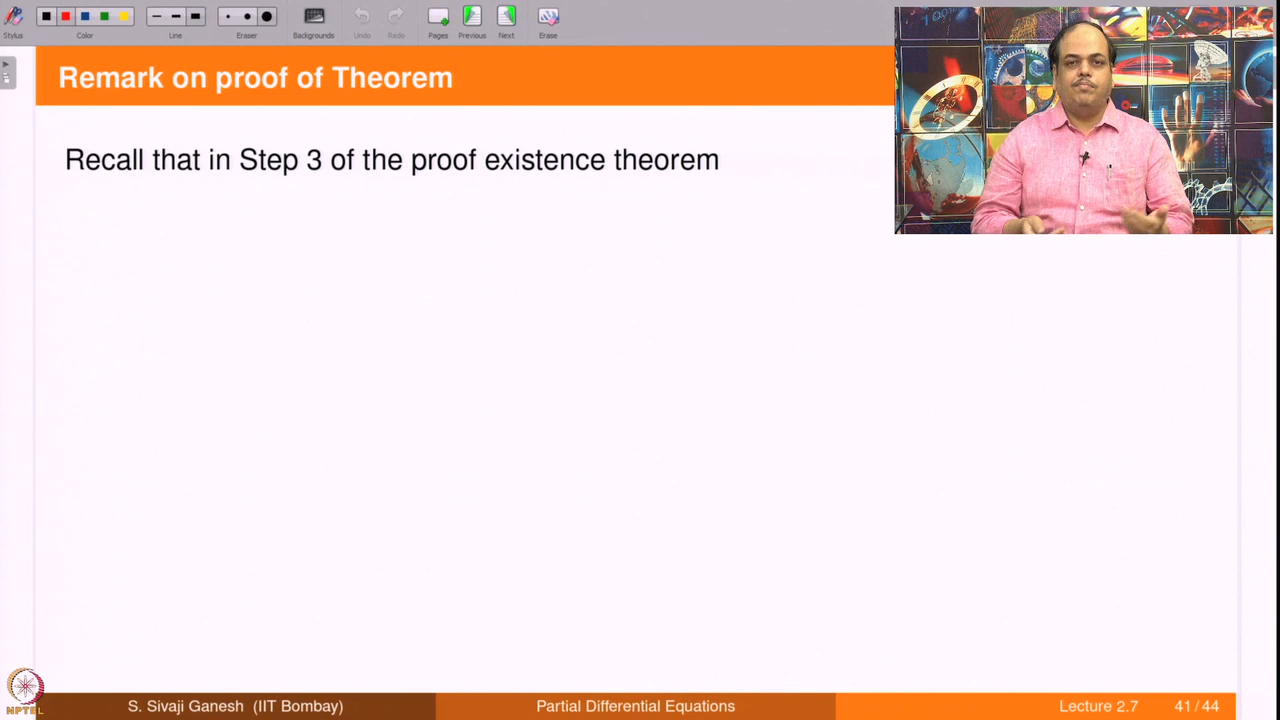 Stylus
Color
Line
Eraser
Backgrounds
Undo
Redo
Pages
Previous
Next
Erase
Remark on proof of Theorem
Recall that in Step 3 of the proof existence theorem
NPTEL
S. Sivaji Ganesh (IIT Bombay)
Partial Differential Equations
Lecture 2.7
41 / 44